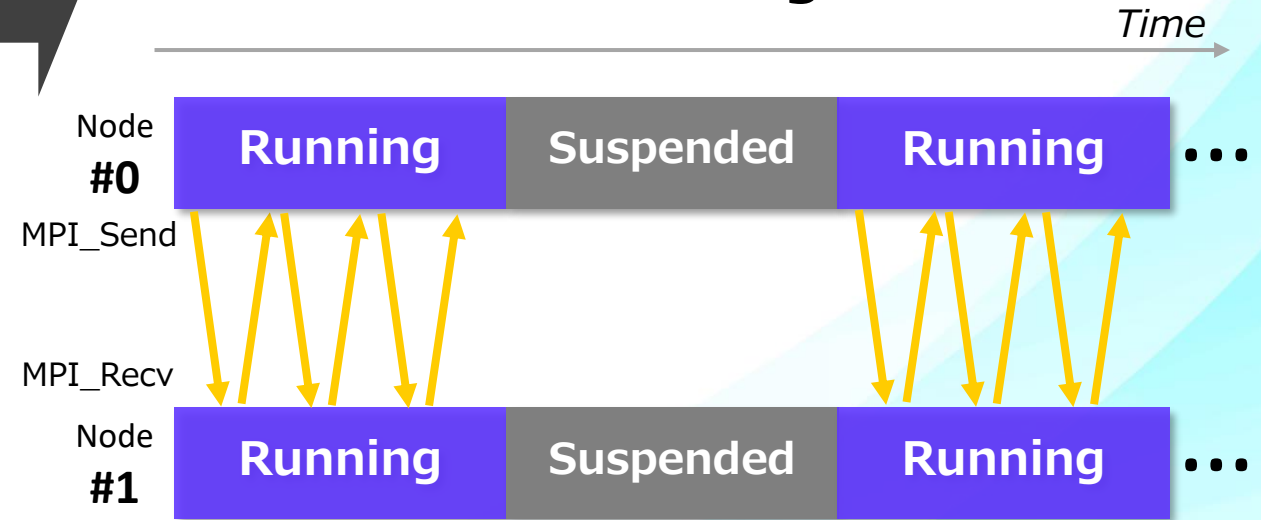 Time
Node
#0
Running
Suspended
Running
...
MPI_Send
MPI_Recv
Node
#1
Running
Suspended
Running
...